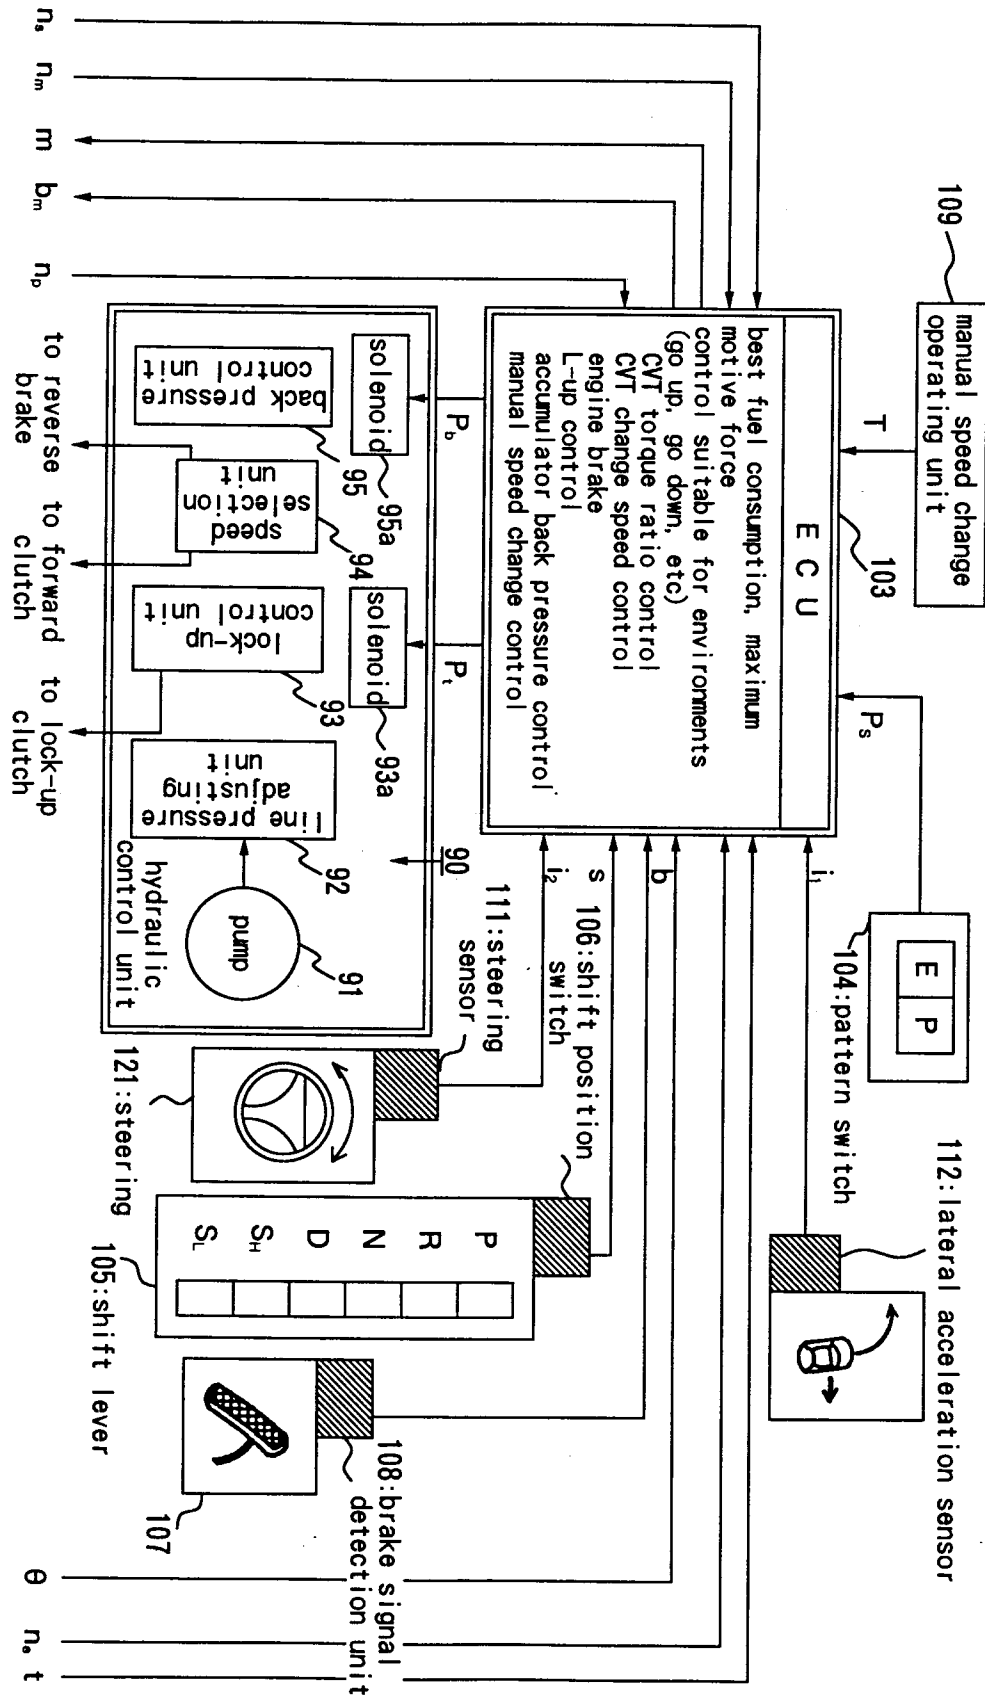 109
manual speed change
operating unit
T
103
E C U
best fuel consumption, maximum
motive force
control suitable for environments
(go up, go down, etc)
CVT torque ratio control
CVT change speed control
engine brake
L-up control
accumulator back pressure control
manual speed change control
Ps
E P
104:pattern switch
i1
112:lateral acceleration sensor
ns
nm
m
bm
np
Pb
Pt
solenoid
95a
solenoid
93a
back pressure
control unit
95
speed
selection
unit
94
lock-up
control unit
93
line pressure
adjusting
unit
92
pump
91
90
hydraulic
control unit
to reverse
brake
to forward
clutch
to lock-up
clutch
i2
s
b
111:steering
sensor
121:steering
106:shift position
switch
P
R
N
D
SH
SL
105:shift lever
107
108:brake signal
detection unit
θ
ne
t